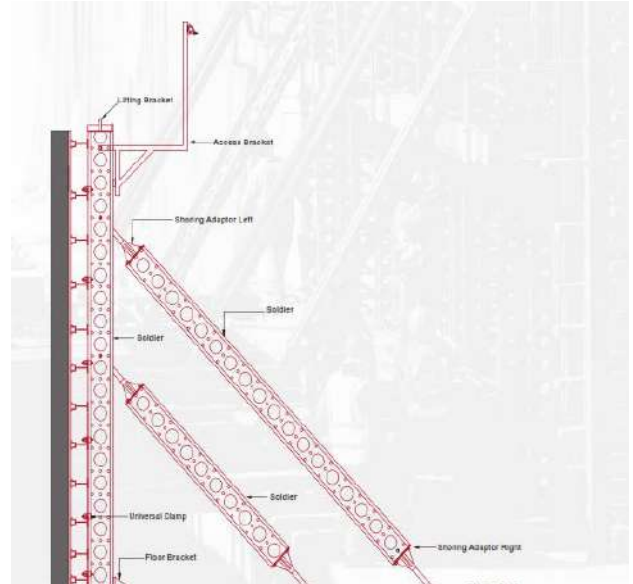 Lifting Bracket
Access Bracket
Shoring Adaptor Left
Soldier
Soldier
Soldier
Universal Clamp
Shoring Adaptor Right
Floor Bracket